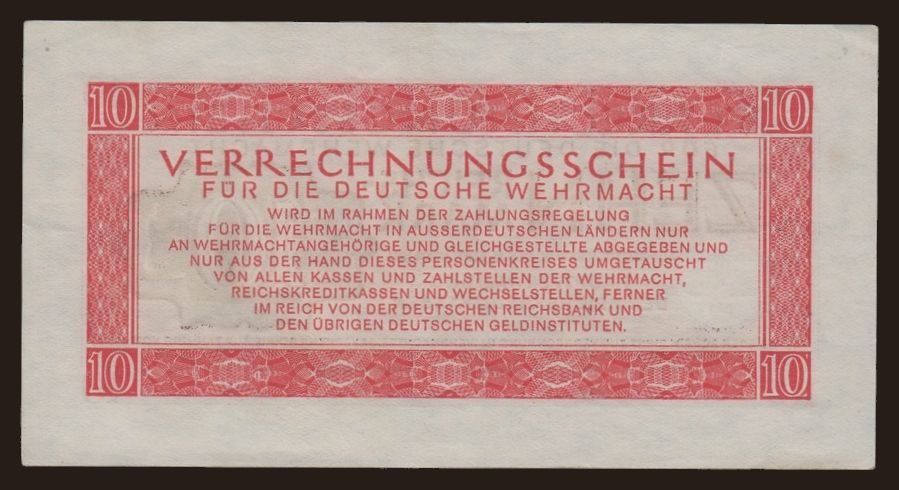 10 10
VERRECHNUNGSSCHEIN
FÜR DIE DEUTSCHE WEHRMACHT
WIRD IM RAHMEN DER ZAHLUNGSREGELUNG
FÜR DIE WEHRMACHT IN AUSSERDEUTSCHEN LÄNDERN NUR
AN WEHRMACHTANGEHÖRIGE UND GLEICHGESTELLTE ABGEGEBEN UND
NUR AUS DER HAND DIESES PERSONENKREISES UMGETAUSCHT
VON ALLEN KASSEN UND ZAHLSTELLEN DER WEHRMACHT,
REICHSKREDITKASSEN UND WECHSELSTELLEN, FERNER
IM REICH VON DER DEUTSCHEN REICHSBANK UND
DEN ÜBRIGEN DEUTSCHEN GELDINSTITUTEN.
10 10